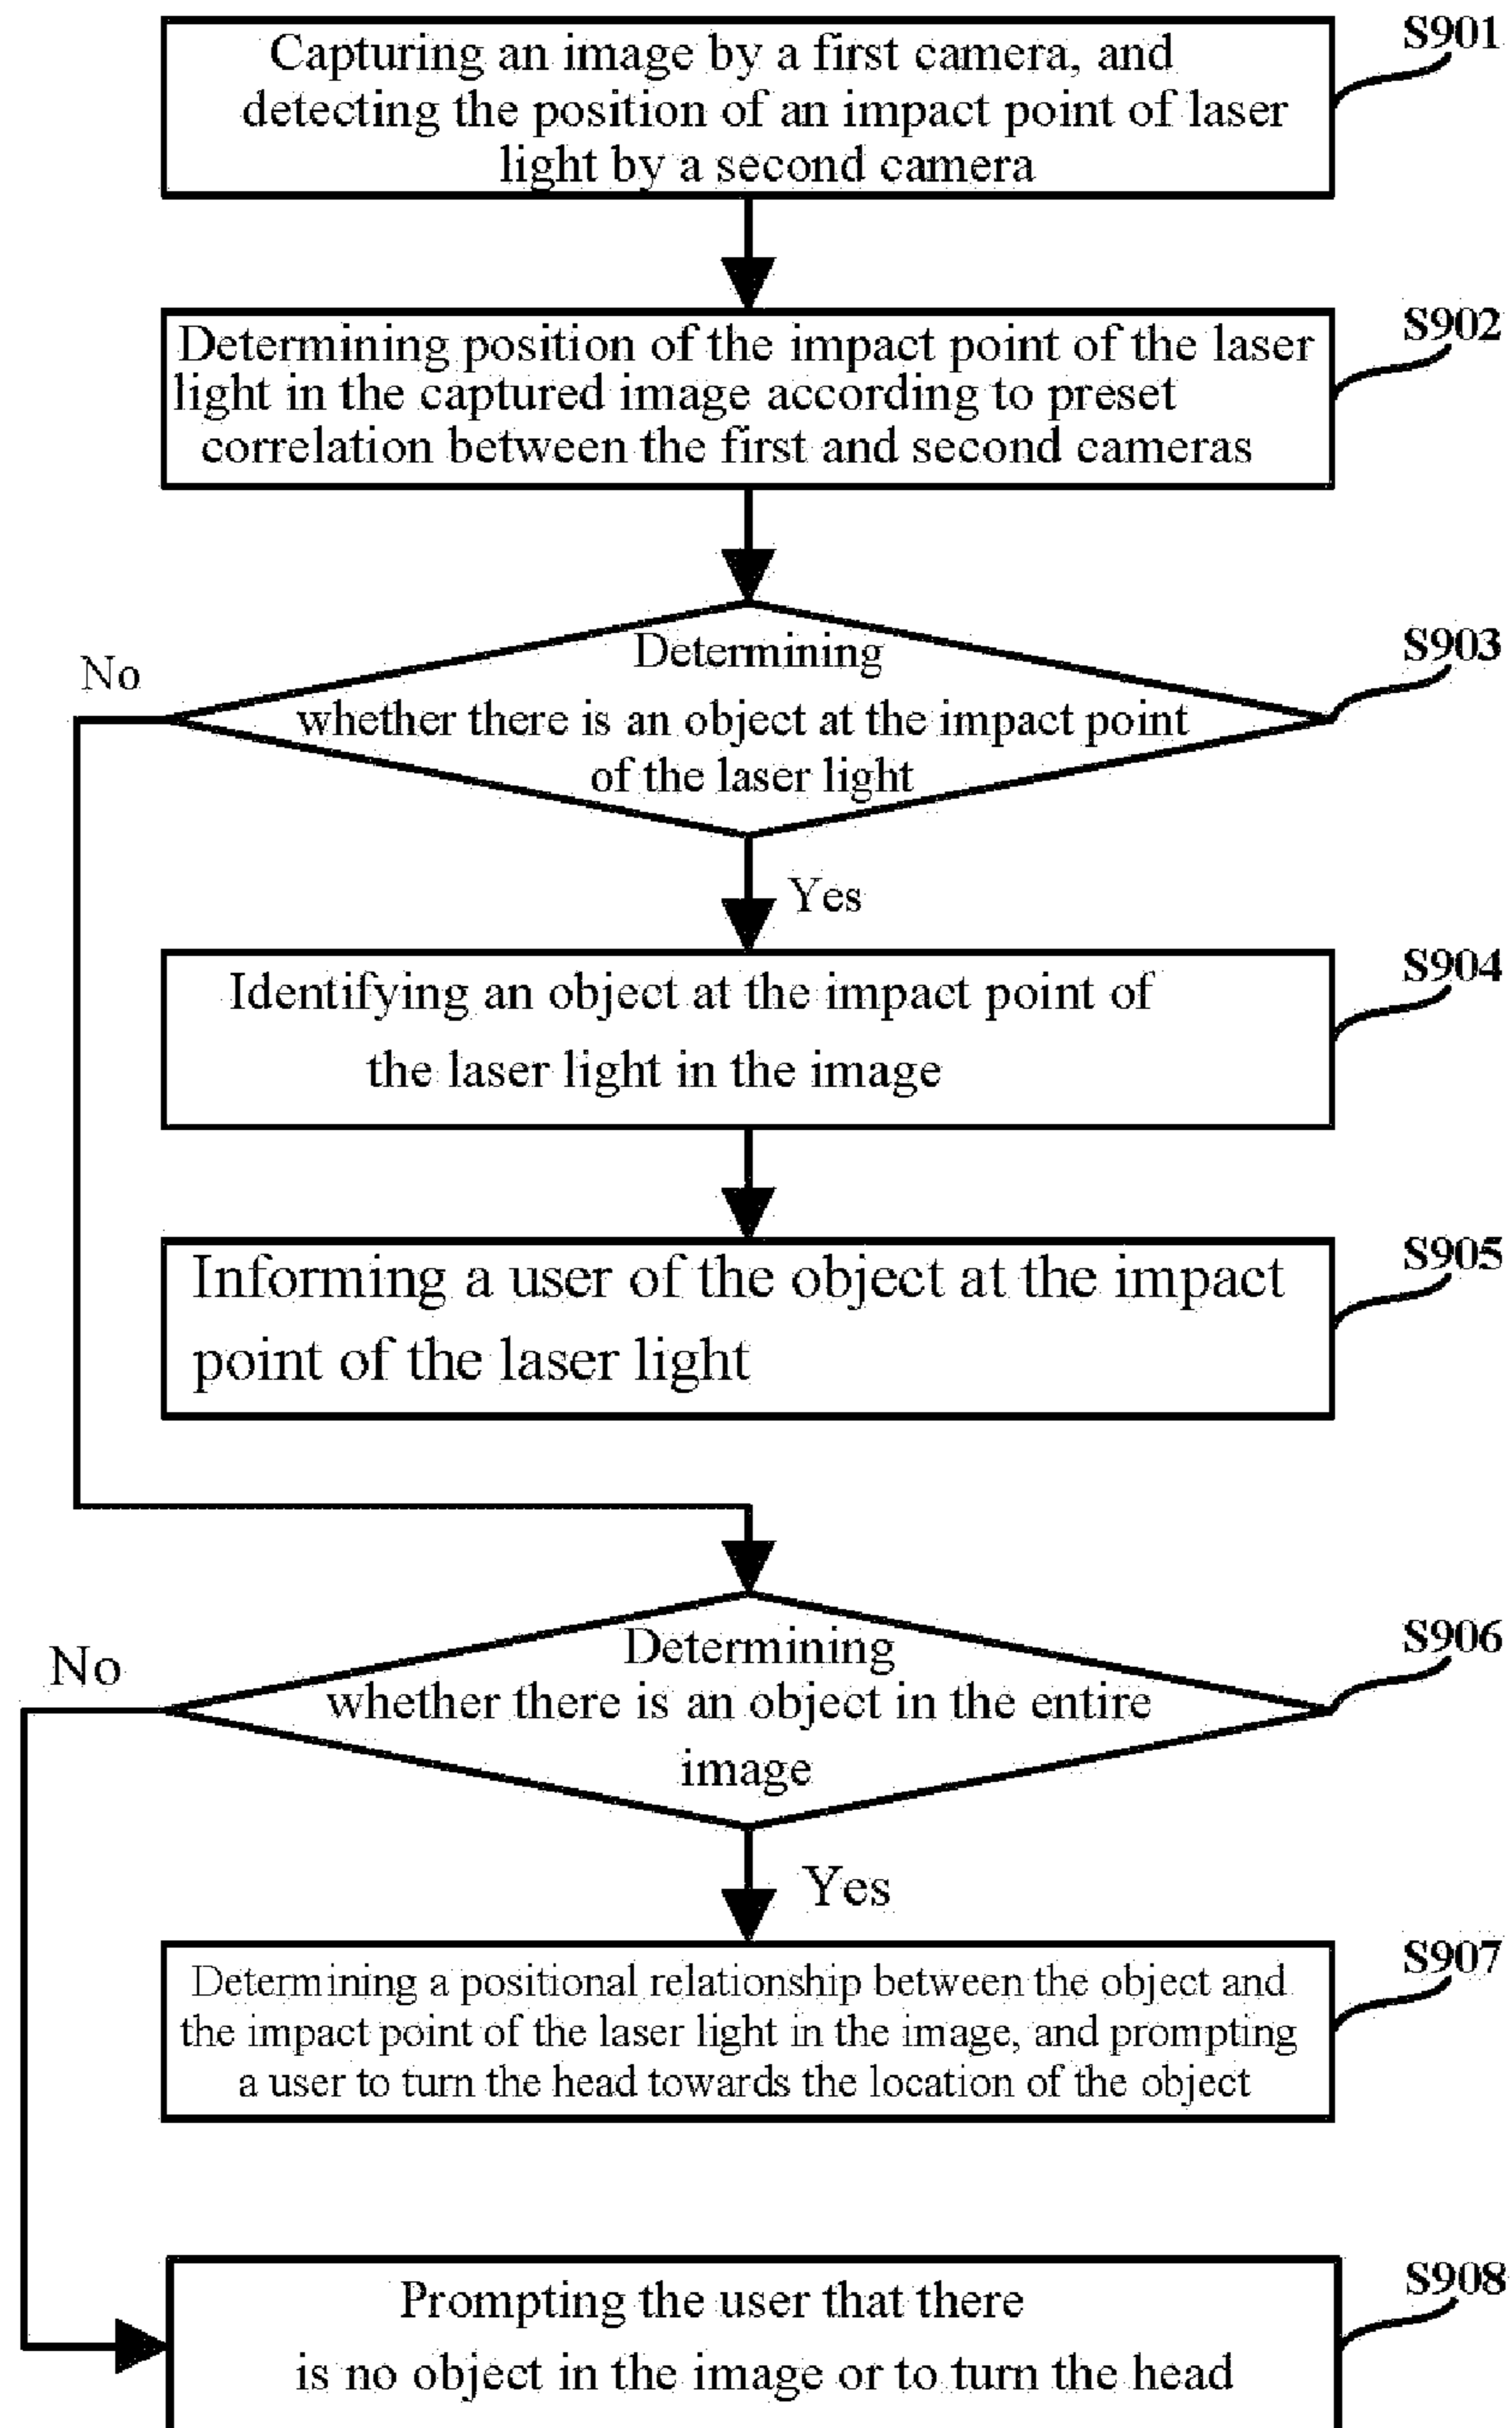 S901
Capturing an image by a first camera, and
detecting the position of an impact point of laser
light by a second camera
S902
Determining position of the impact point of the laser
light in the captured image according to preset
correlation between the first and second cameras
S903
No
Determining
whether there is an object at the impact point
of the laser light
Yes
S904
Identifying an object at the impact point of
the laser light in the image
S905
Informing a user of the object at the impact
point of the laser light
S906
No
Determining
whether there is an object in the entire
image
Yes
S907
Determining a positional relationship between the object and
the impact point of the laser light in the image, and prompting
a user to turn the head towards the location of the object
S908
Prompting the user that there
is no object in the image or to turn the head